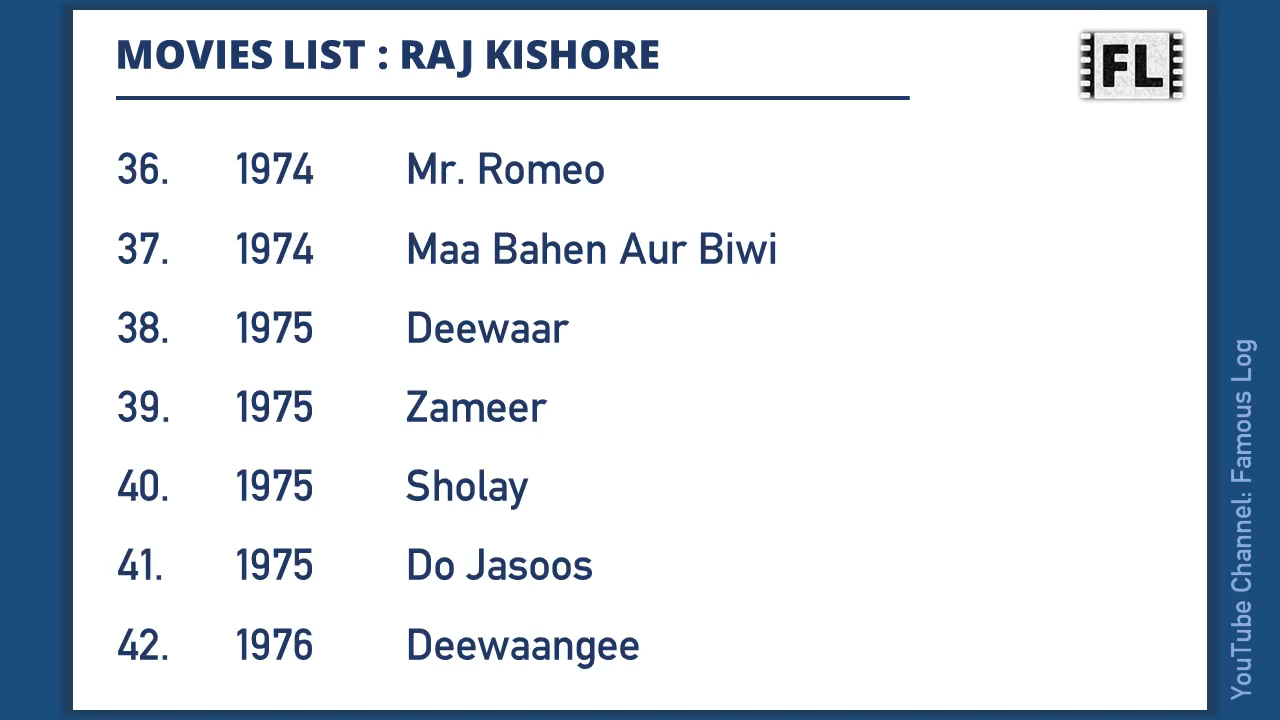 MOVIES LIST : RAJ KISHORE
FL
36. 1974 Mr. Romeo
37. 1974 Maa Bahen Aur Biwi
38. 1975 Deewaar
39. 1975 Zameer
40. 1975 Sholay
41. 1975 Do Jasoos
42. 1976 Deewaangee
YouTube Channel: Famous Log